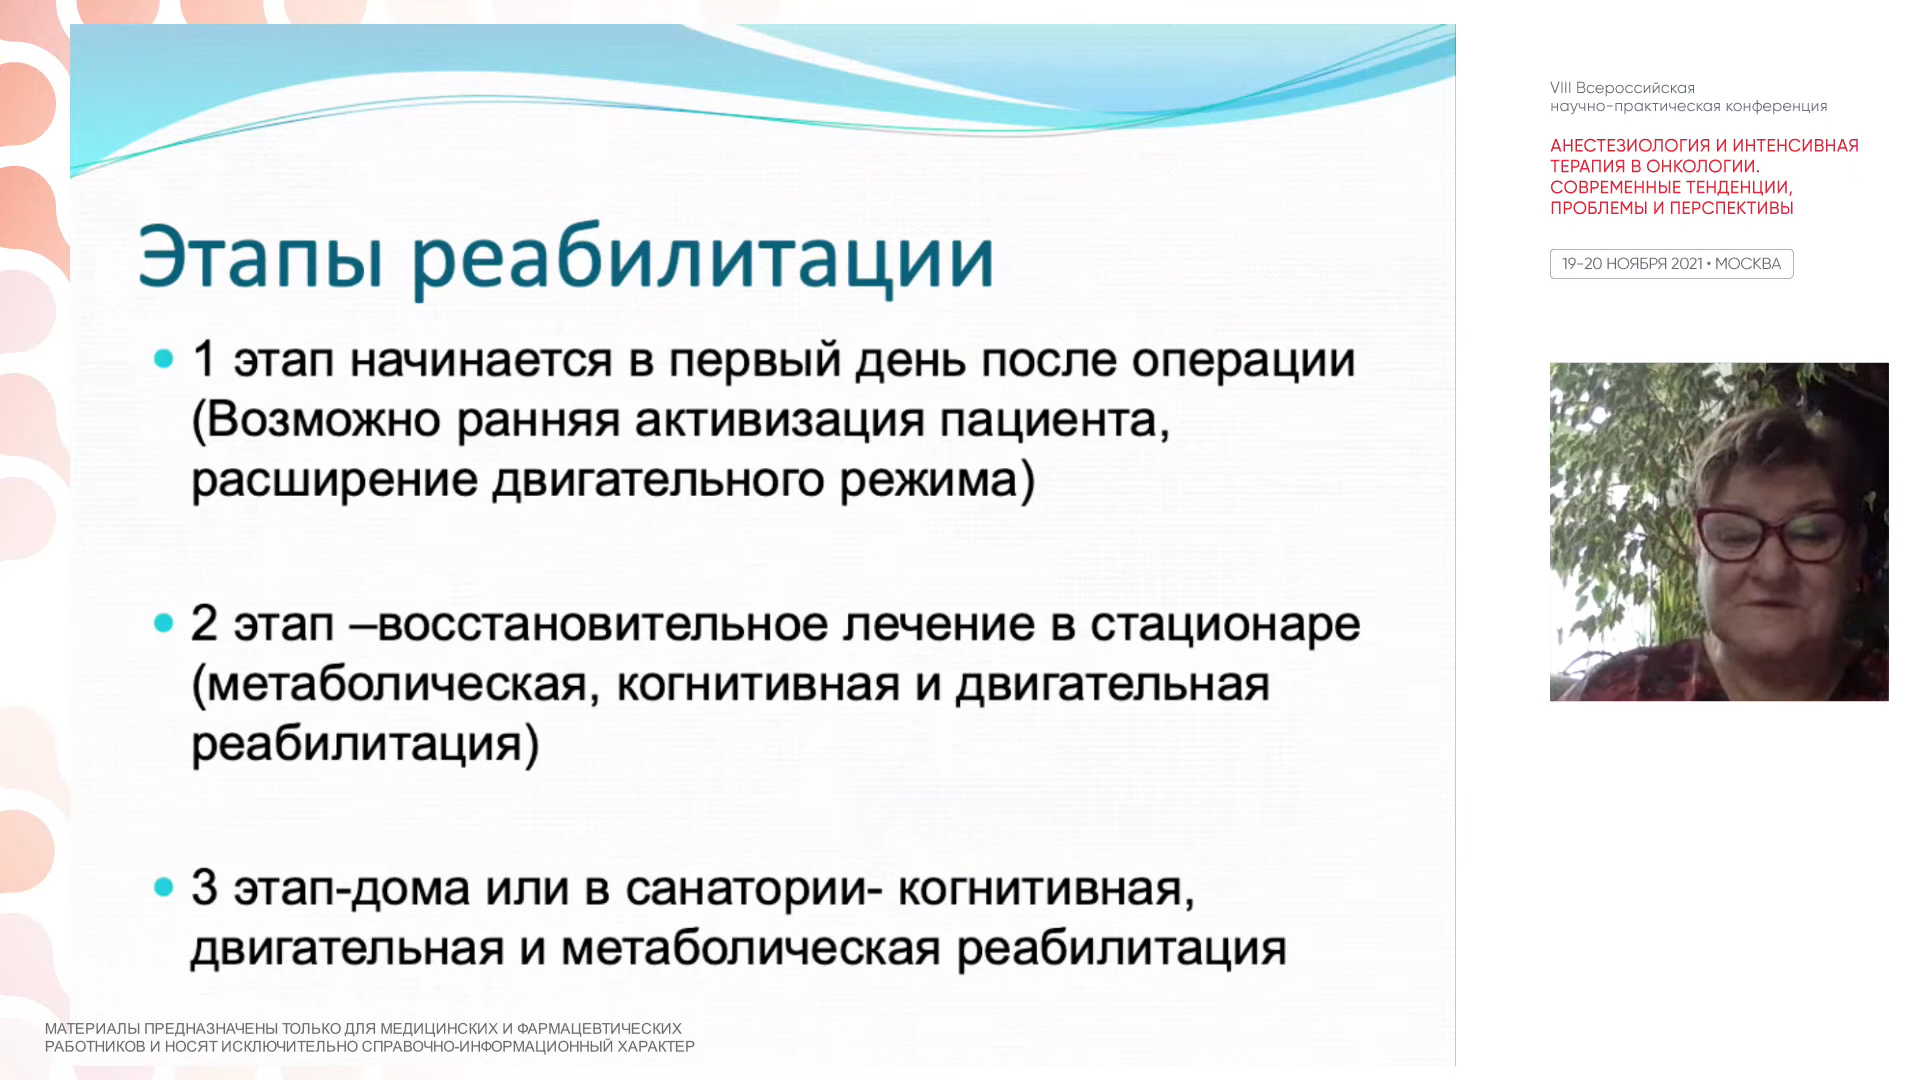 Этапы реабилитации
• 1 этап начинается в первый день после операции
(Возможно ранняя активизация пациента,
расширение двигательного режима)
• 2 этап –восстановительное лечение в стационаре
(метаболическая, когнитивная и двигательная
реабилитация)
• 3 этап-дома или в санатории- когнитивная,
двигательная и метаболическая реабилитация
МАТЕРИАЛЫ ПРЕДНАЗНАЧЕНЫ ТОЛЬКО ДЛЯ МЕДИЦИНСКИХ И ФАРМАЦЕВТИЧЕСКИХ
РАБОТНИКОВ И НОСЯТ ИСКЛЮЧИТЕЛЬНО СПРАВОЧНО-ИНФОРМАЦИОННЫЙ ХАРАКТЕР
VIII Всероссийская
научно-практическая конференция
АНЕСТЕЗИОЛОГИЯ И ИНТЕНСИВНАЯ
ТЕРАПИЯ В ОНКОЛОГИИ.
СОВРЕМЕННЫЕ ТЕНДЕНЦИИ,
ПРОБЛЕМЫ И ПЕРСПЕКТИВЫ
19-20 НОЯБРЯ 2021 • МОСКВА